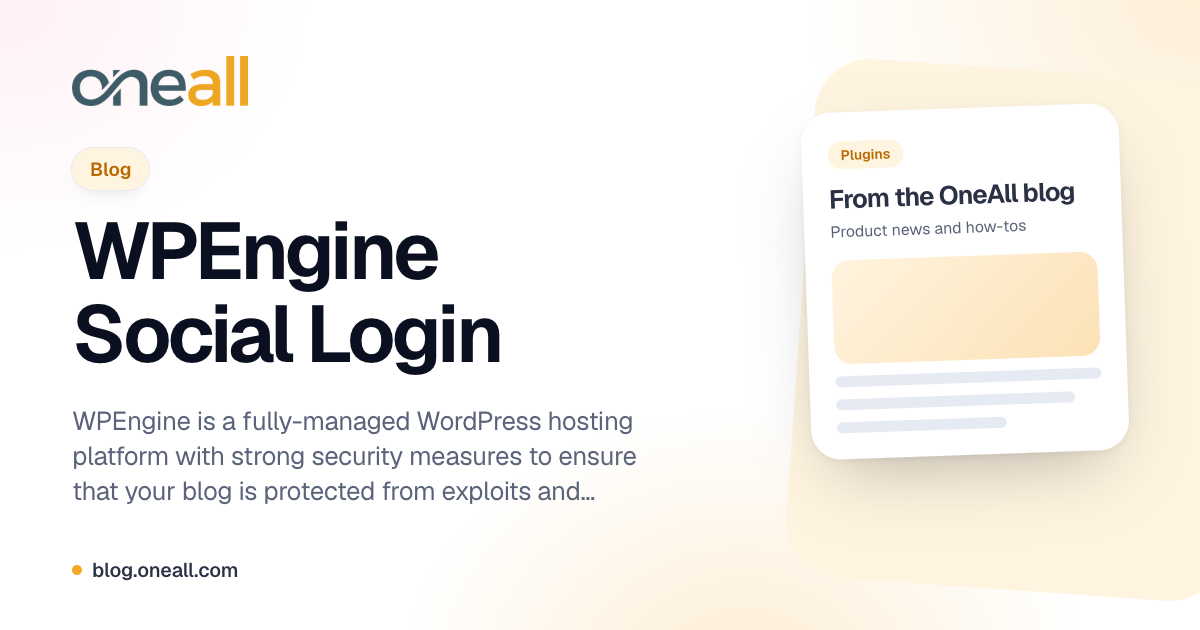 oneall
Blog
WPEngine
Social Login
WPEngine is a fully-managed WordPress hosting
platform with strong security measures to ensure
that your blog is protected from exploits and...
blog.oneall.com
Plugins
From the OneAll blog
Product news and how-tos